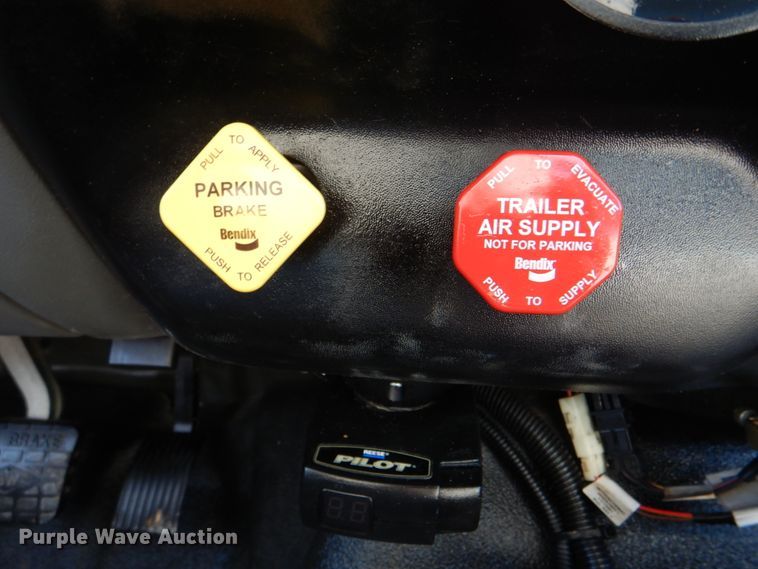 PULL TO APPLY
PARKING
BRAKE
Bendix
PUSH TO RELEASE
PULL TO EVACUATE
TRAILER
AIR SUPPLY
NOT FOR PARKING
Bendix
PUSH TO SUPPLY
REESE
PILOT
BRAKE
Purple Wave Auction